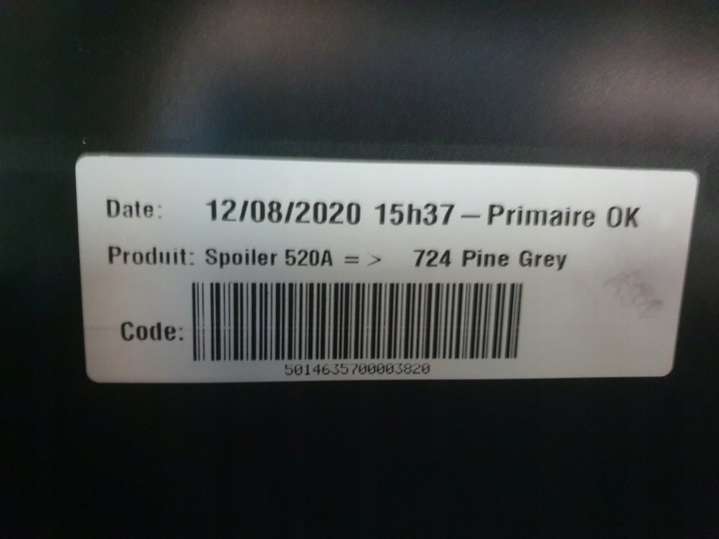 Date: 12/08/2020 15h37 – Primaire OK
Produit: Spoiler 520A = > 724 Pine Grey
Code:
5014635700003820